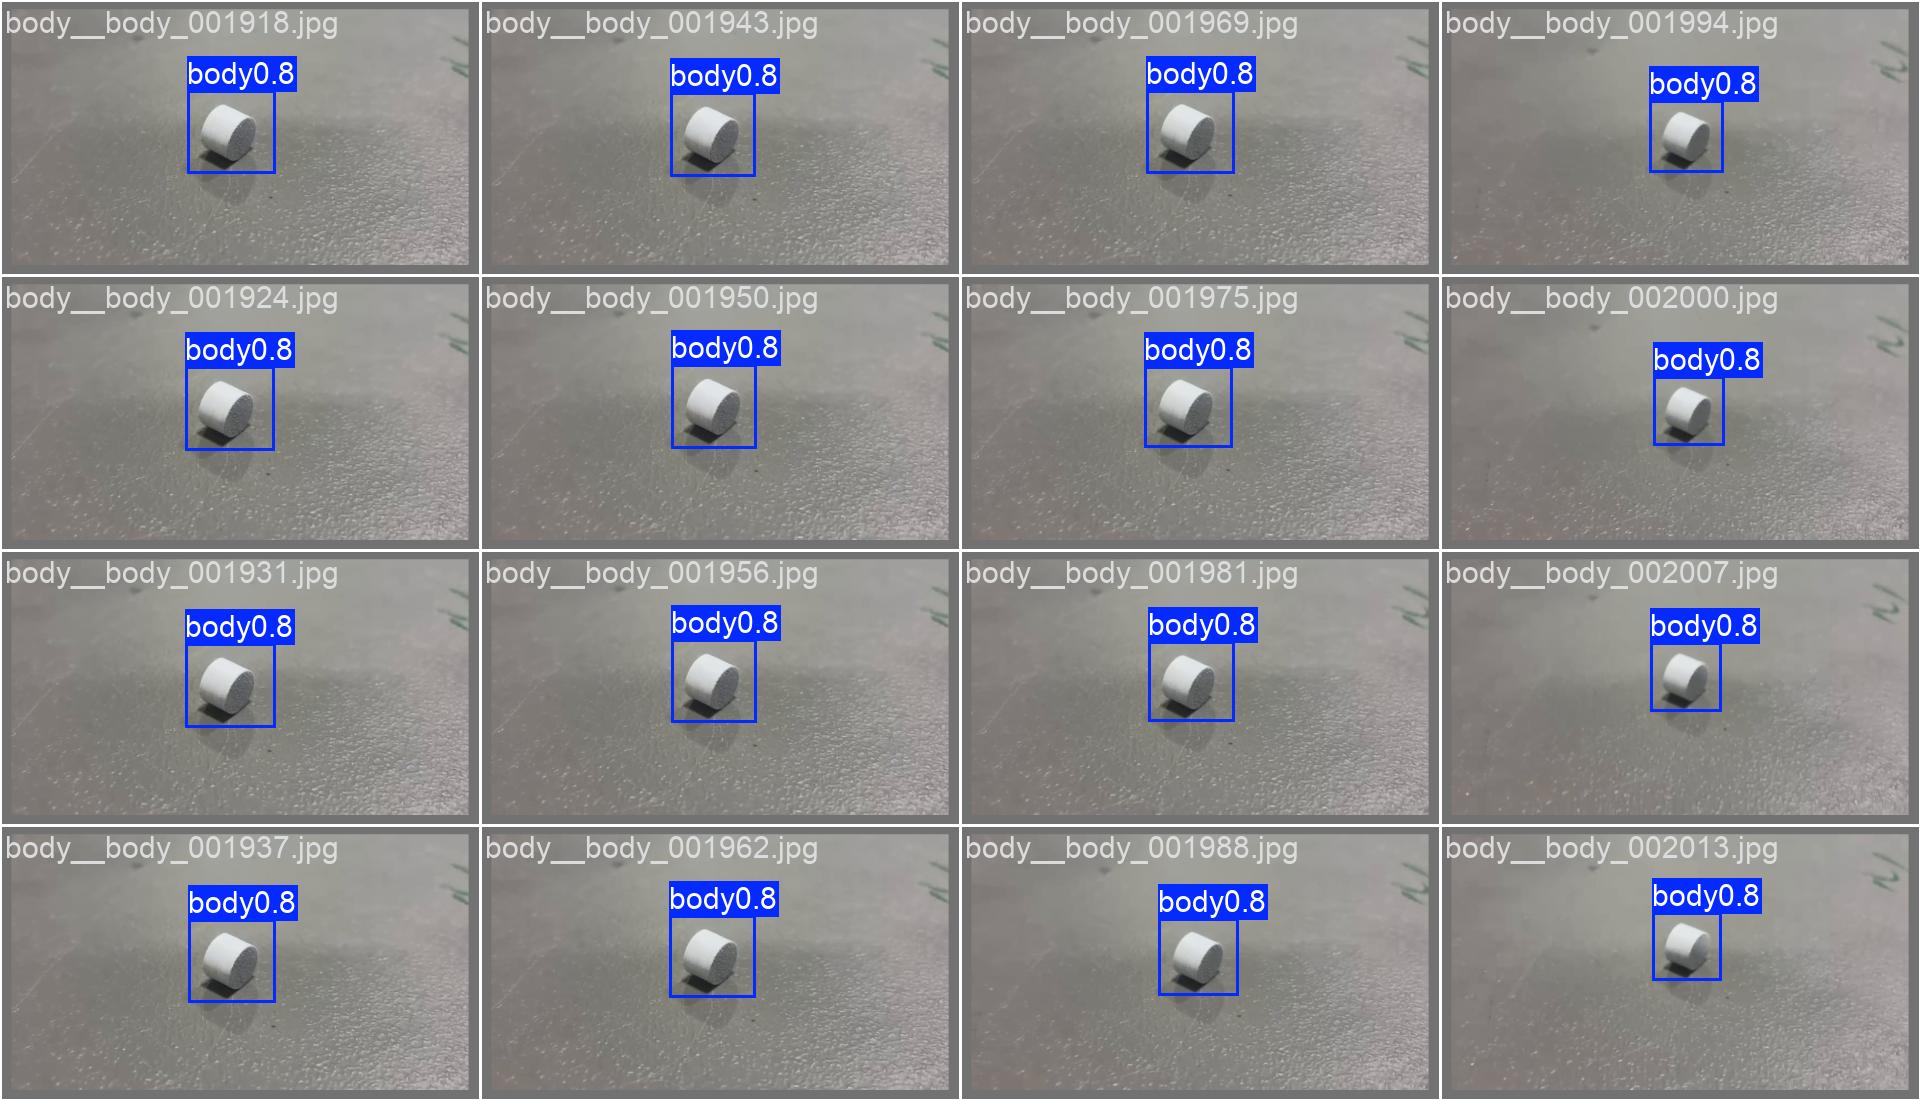 body__body_001918.jpg
body0.8
body__body_001943.jpg
body0.8
body__body_001969.jpg
body0.8
body__body_001994.jpg
body0.8
body__body_001924.jpg
body0.8
body__body_001950.jpg
body0.8
body__body_001975.jpg
body0.8
body__body_002000.jpg
body0.8
body__body_001931.jpg
body0.8
body__body_001956.jpg
body0.8
body__body_001981.jpg
body0.8
body__body_002007.jpg
body0.8
body__body_001937.jpg
body0.8
body__body_001962.jpg
body0.8
body__body_001988.jpg
body0.8
body__body_002013.jpg
body0.8